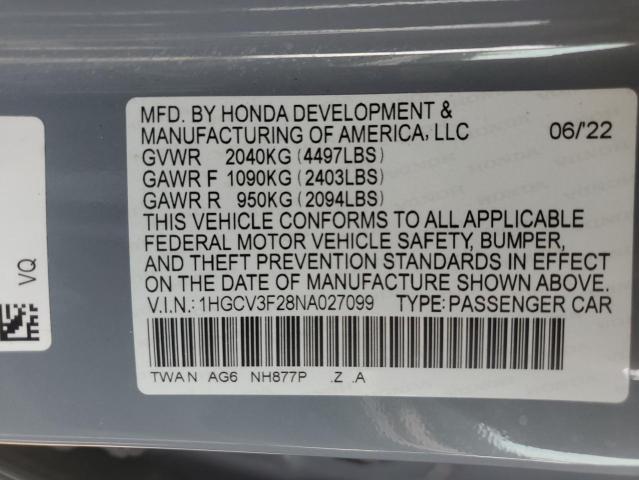 MFD. BY HONDA DEVELOPMENT &
MANUFACTURING OF AMERICA, LLC 06/'22
GVWR 2040KG (4497LBS)
GAWR F 1090KG (2403LBS)
GAWR R 950KG (2094LBS)
THIS VEHICLE CONFORMS TO ALL APPLICABLE
FEDERAL MOTOR VEHICLE SAFETY, BUMPER,
AND THEFT PREVENTION STANDARDS IN EFFECT
ON THE DATE OF MANUFACTURE SHOWN ABOVE.
V.I.N.: 1HGCV3F28NA027099 TYPE: PASSENGER CAR
TWAN AG6 NH877P .Z .A
VQ